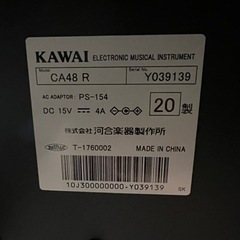 KAWAI ELECTRONIC MUSICAL INSTRUMENT
Model Serial No.
CA48 R Y039139
AC ADAPTOR: PS-154
DC 15V ⎓ 4A
20 製
株式会社 河合楽器製作所
T-1760002 MADE IN CHINA
10J300000000-Y039139 SK